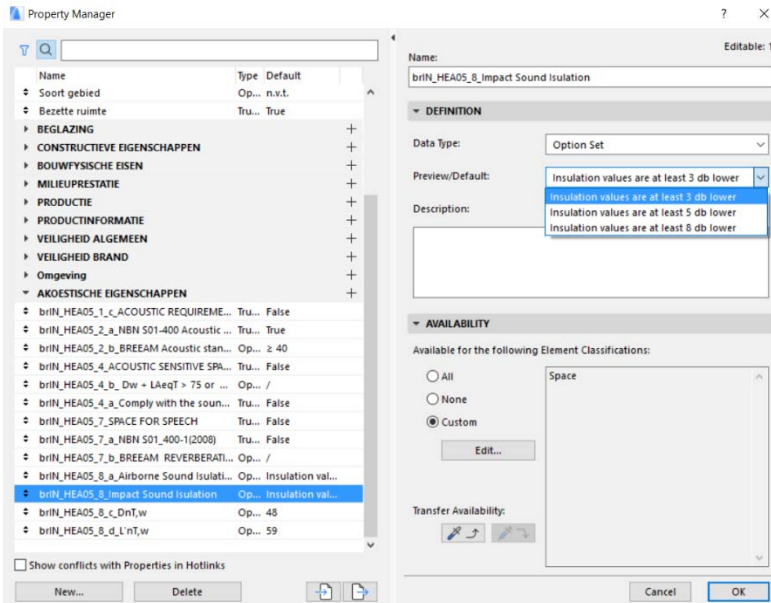 Property Manager
? ×
Name Type Default
Soort gebied Op... n.v.t.
Bezette ruimte Tru... True
BEGLAZING +
CONSTRUCTIEVE EIGENSCHAPPEN +
BOUWFYSISCHE EISEN +
MILIEUPRESTATIE +
PRODUCTIE +
PRODUCTINFORMATIE +
VEILIGHEID ALGEMEEN +
VEILIGHEID BRAND +
Omgeving +
AKOESTISCHE EIGENSCHAPPEN +
brIN_HEA05_1_c_ACOUSTIC REQUIREME... Tru... False
brIN_HEA05_2_a_NBN S01-400 Acoustic ... Tru... True
brIN_HEA05_2_b_BREEAM Acoustic stan... Op... ≥ 40
brIN_HEA05_4_ACOUSTIC SENSITIVE SPA... Tru... False
brIN_HEA05_4_b_ Dw + LAeqT > 75 or ... Op... /
brIN_HEA05_4_a_Comply with the soun... Tru... False
brIN_HEA05_7_SPACE FOR SPEECH Tru... False
brIN_HEA05_7_a_NBN S01_400-1(2008) Tru... False
brIN_HEA05_7_b_BREEAM REVERBERATI... Op... /
brIN_HEA05_8_a_Airborne Sound Isulati... Op... Insulation val...
brIN_HEA05_8_Impact Sound Isulation Op... Insulation val...
brIN_HEA05_8_c_DnT,w Op... 48
brIN_HEA05_8_d_L'nT,w Op... 59
Show conflicts with Properties in Hotlinks
New... Delete
Editable: 1
Name:
brIN_HEA05_8_Impact Sound Isulation
DEFINITION
Data Type: Option Set
Preview/Default: Insulation values are at least 3 db lower
Insulation values are at least 3 db lower
Insulation values are at least 5 db lower
Insulation values are at least 8 db lower
Description:
AVAILABILITY
Available for the following Element Classifications:
All
None
Custom
Edit...
Space
Transfer Availability:
Cancel OK